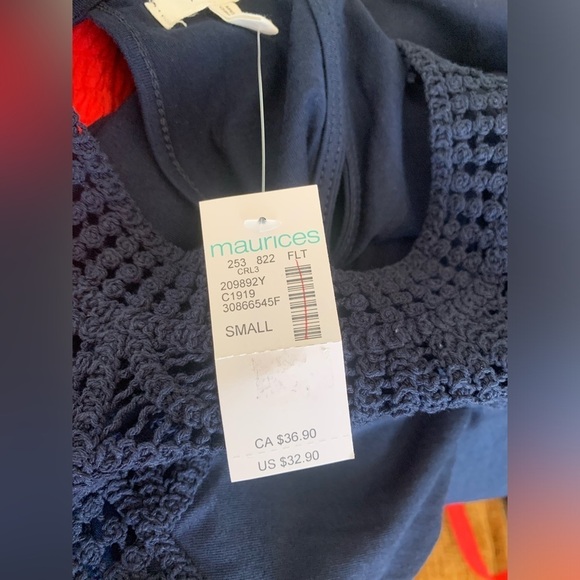 maurices
253 822 FLT
CRL3
209892Y
C1919
30866545F
SMALL
CA $36.90
US $32.90